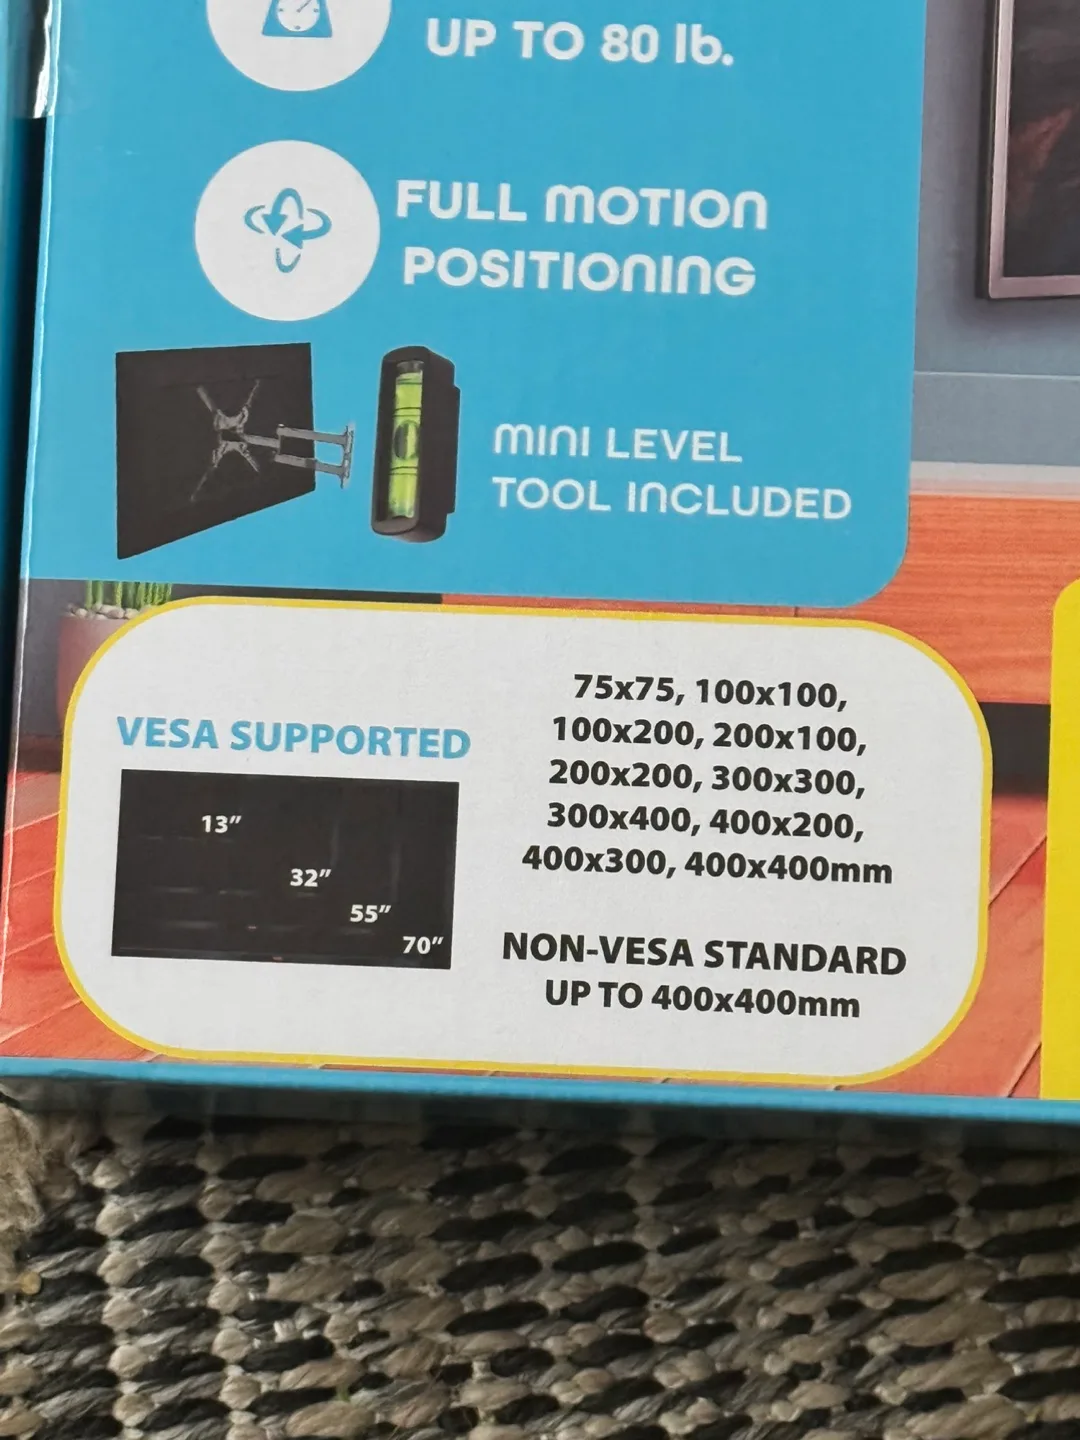 UP TO 80 lb.
FULL MOTION
POSITIONING
MINI LEVEL
TOOL INCLUDED
VESA SUPPORTED
13”
32”
55”
70”
75x75, 100x100,
100x200, 200x100,
200x200, 300x300,
300x400, 400x200,
400x300, 400x400mm
NON-VESA STANDARD
UP TO 400x400mm